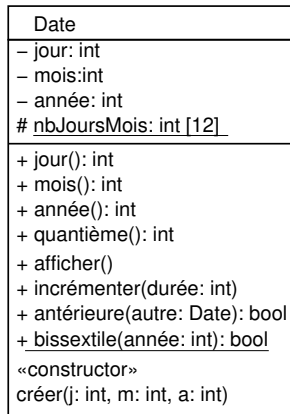 Date
− jour: int
− mois:int
− année: int
# nbJoursMois: int [12]
+ jour(): int
+ mois(): int
+ année(): int
+ quantième(): int
+ afficher()
+ incrémenter(durée: int)
+ antérieure(autre: Date): bool
+ bissextile(année: int): bool
«constructor»
créer(j: int, m: int, a: int)